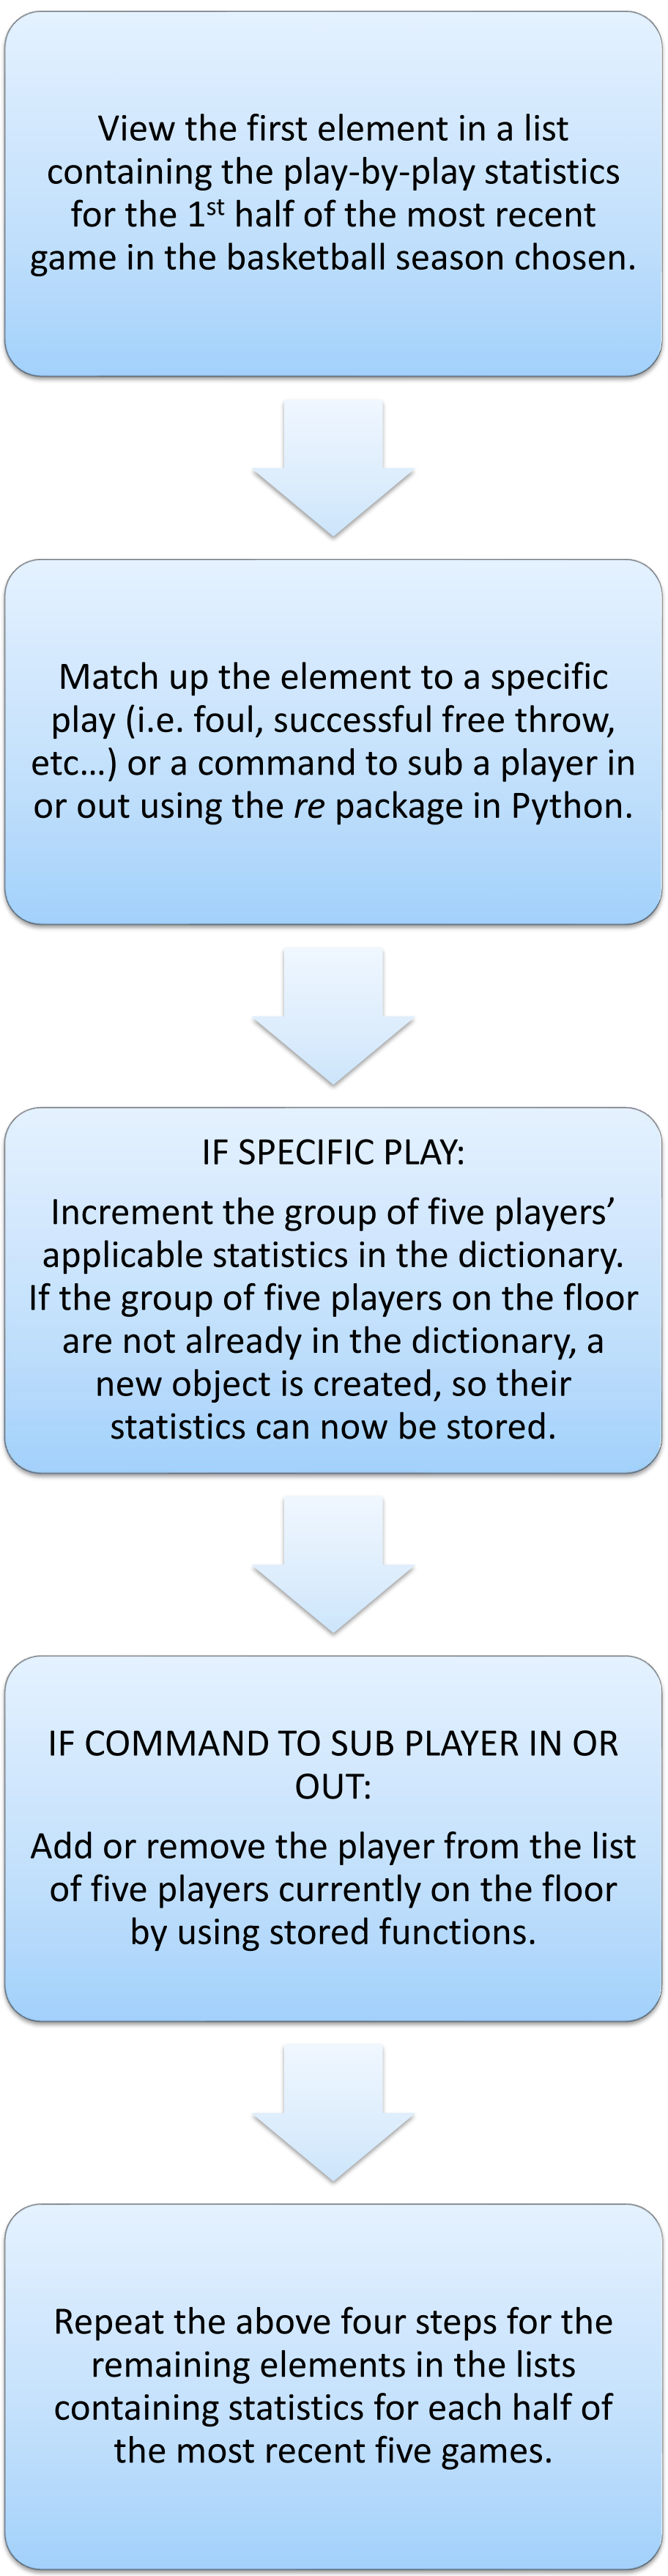 View the first element in a list
containing the play-by-play statistics
for the 1st half of the most recent
game in the basketball season chosen.
Match up the element to a specific
play (i.e. foul, successful free throw,
etc...) or a command to sub a player in
or out using the re package in Python.
IF SPECIFIC PLAY:
Increment the group of five players’
applicable statistics in the dictionary.
If the group of five players on the floor
are not already in the dictionary, a
new object is created, so their
statistics can now be stored.
IF COMMAND TO SUB PLAYER IN OR
OUT:
Add or remove the player from the list
of five players currently on the floor
by using stored functions.
Repeat the above four steps for the
remaining elements in the lists
containing statistics for each half of
the most recent five games.